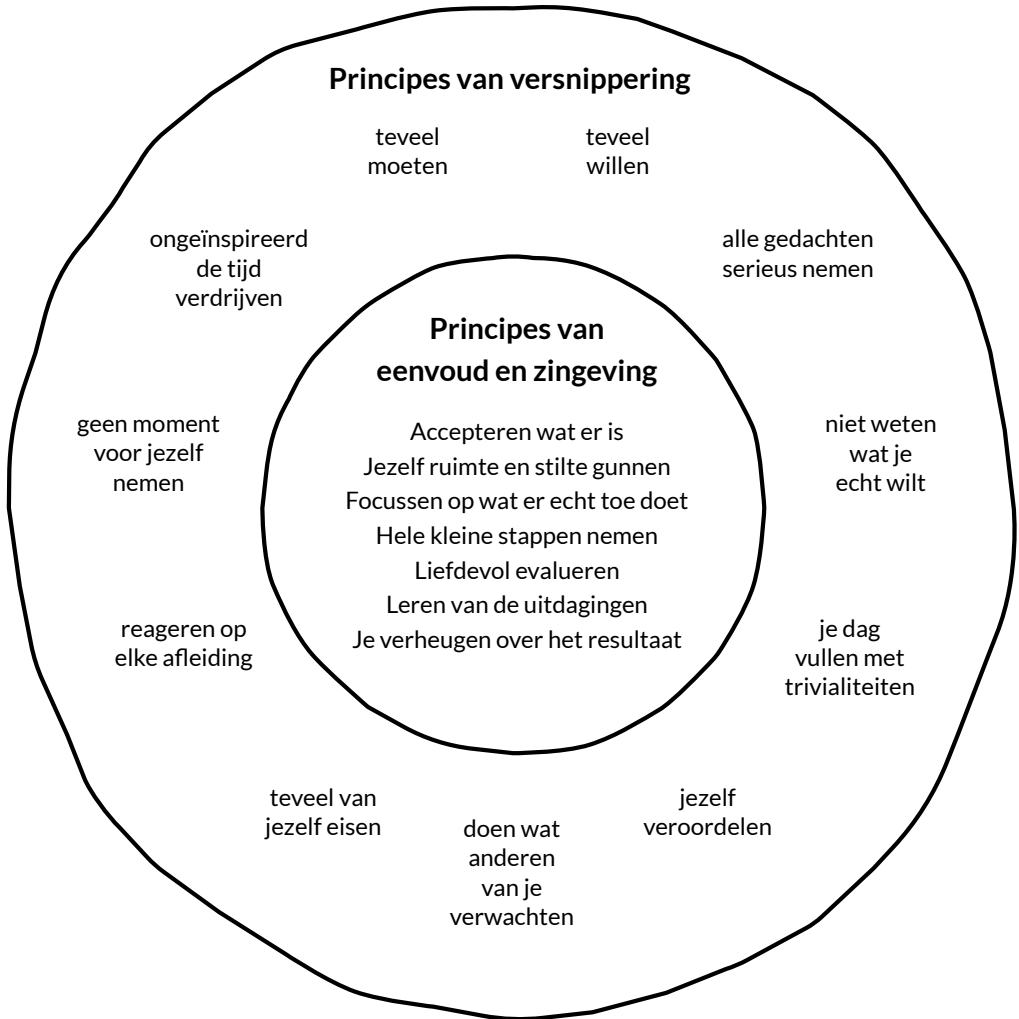 Principes van versnippering
teveel
moeten
teveel
willen
ongeïnspireerd
de tijd
verdrijven
alle gedachten
serieus nemen
Principes van
eenvoud en zingeving
Accepteren wat er is
Jezelf ruimte en stilte gunnen
Focussen op wat er echt toe doet
Hele kleine stappen nemen
Liefdevol evalueren
Leren van de uitdagingen
Je verheugen over het resultaat
geen moment
voor jezelf
nemen
niet weten
wat je
echt wilt
reageren op
elke afleiding
je dag
vullen met
trivialiteiten
teveel van
jezelf eisen
doen wat
anderen
van je
verwachten
jezelf
veroordelen